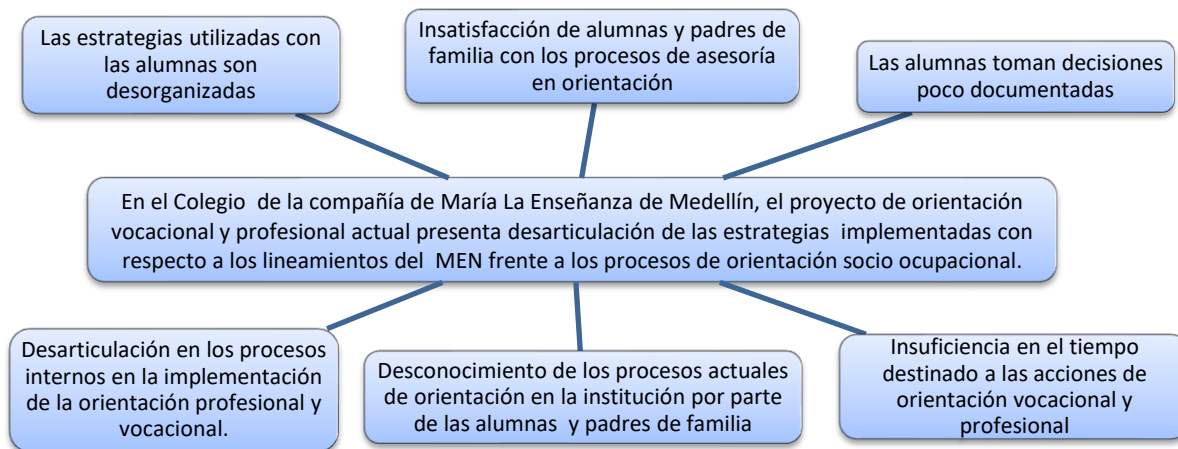 Las estrategias utilizadas con
las alumnas son
desorganizadas
Insatisfacción de alumnas y padres de
familia con los procesos de asesoría
en orientación
Las alumnas toman decisiones
poco documentadas
En el Colegio de la compañía de María La Enseñanza de Medellín, el proyecto de orientación
vocacional y profesional actual presenta desarticulación de las estrategias implementadas con
respecto a los lineamientos del MEN frente a los procesos de orientación socio ocupacional.
Desarticulación en los procesos
internos en la implementación
de la orientación profesional y
vocacional.
Desconocimiento de los procesos actuales
de orientación en la institución por parte
de las alumnas y padres de familia
Insuficiencia en el tiempo
destinado a las acciones de
orientación vocacional y
profesional